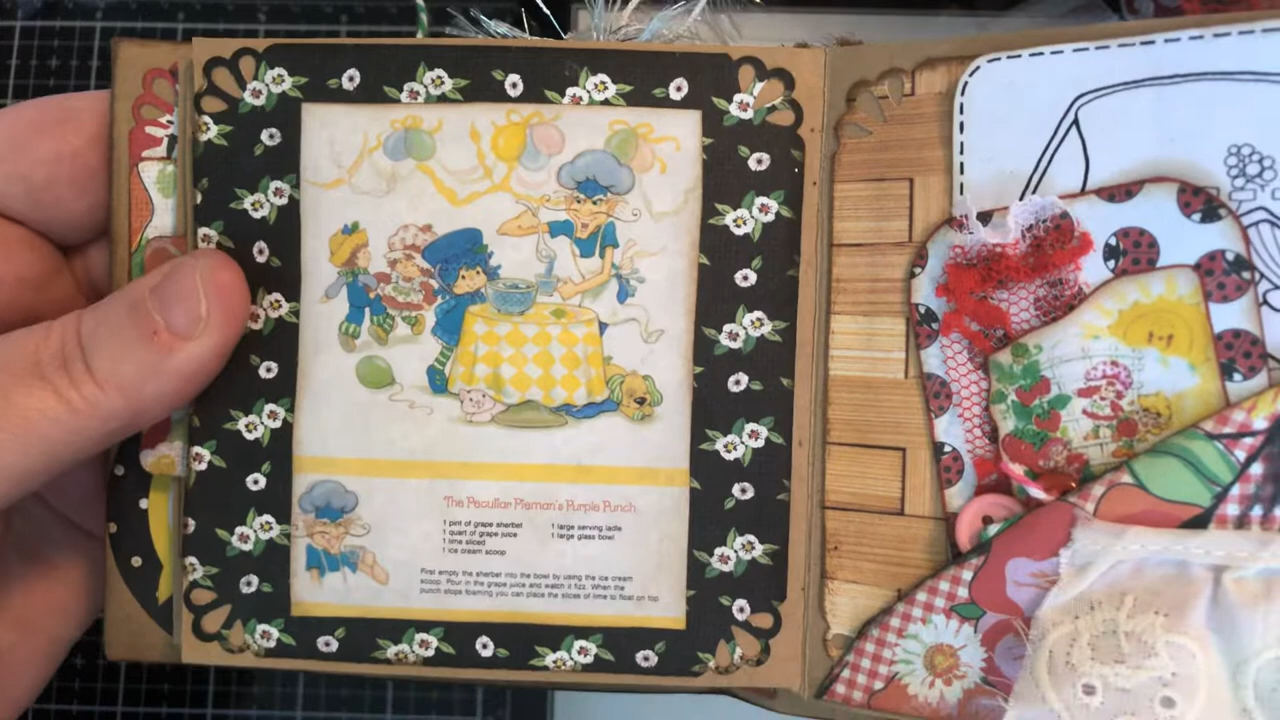 The Peculiar Pieman's Purple Punch
1 pint of grape sherbet
1 quart of grape juice
1 lime sliced
1 ice cream scoop
1 large serving ladle
1 large glass bowl
First empty the sherbet into the bowl by using the ice cream
scoop. Pour in the grape juice and watch it fizz. When the
punch stops foaming you can place the slices of lime to float on top